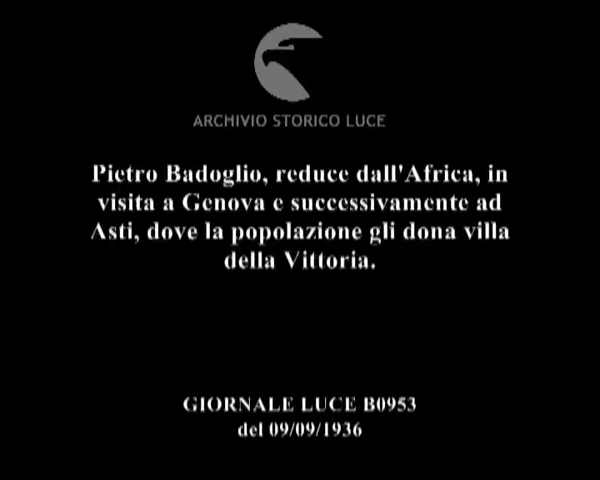 ARCHIVIO STORICO LUCE
Pietro Badoglio, reduce dall'Africa, in
visita a Genova e successivamente ad
Asti, dove la popolazione gli dona villa
della Vittoria.
GIORNALE LUCE B0953
del 09/09/1936